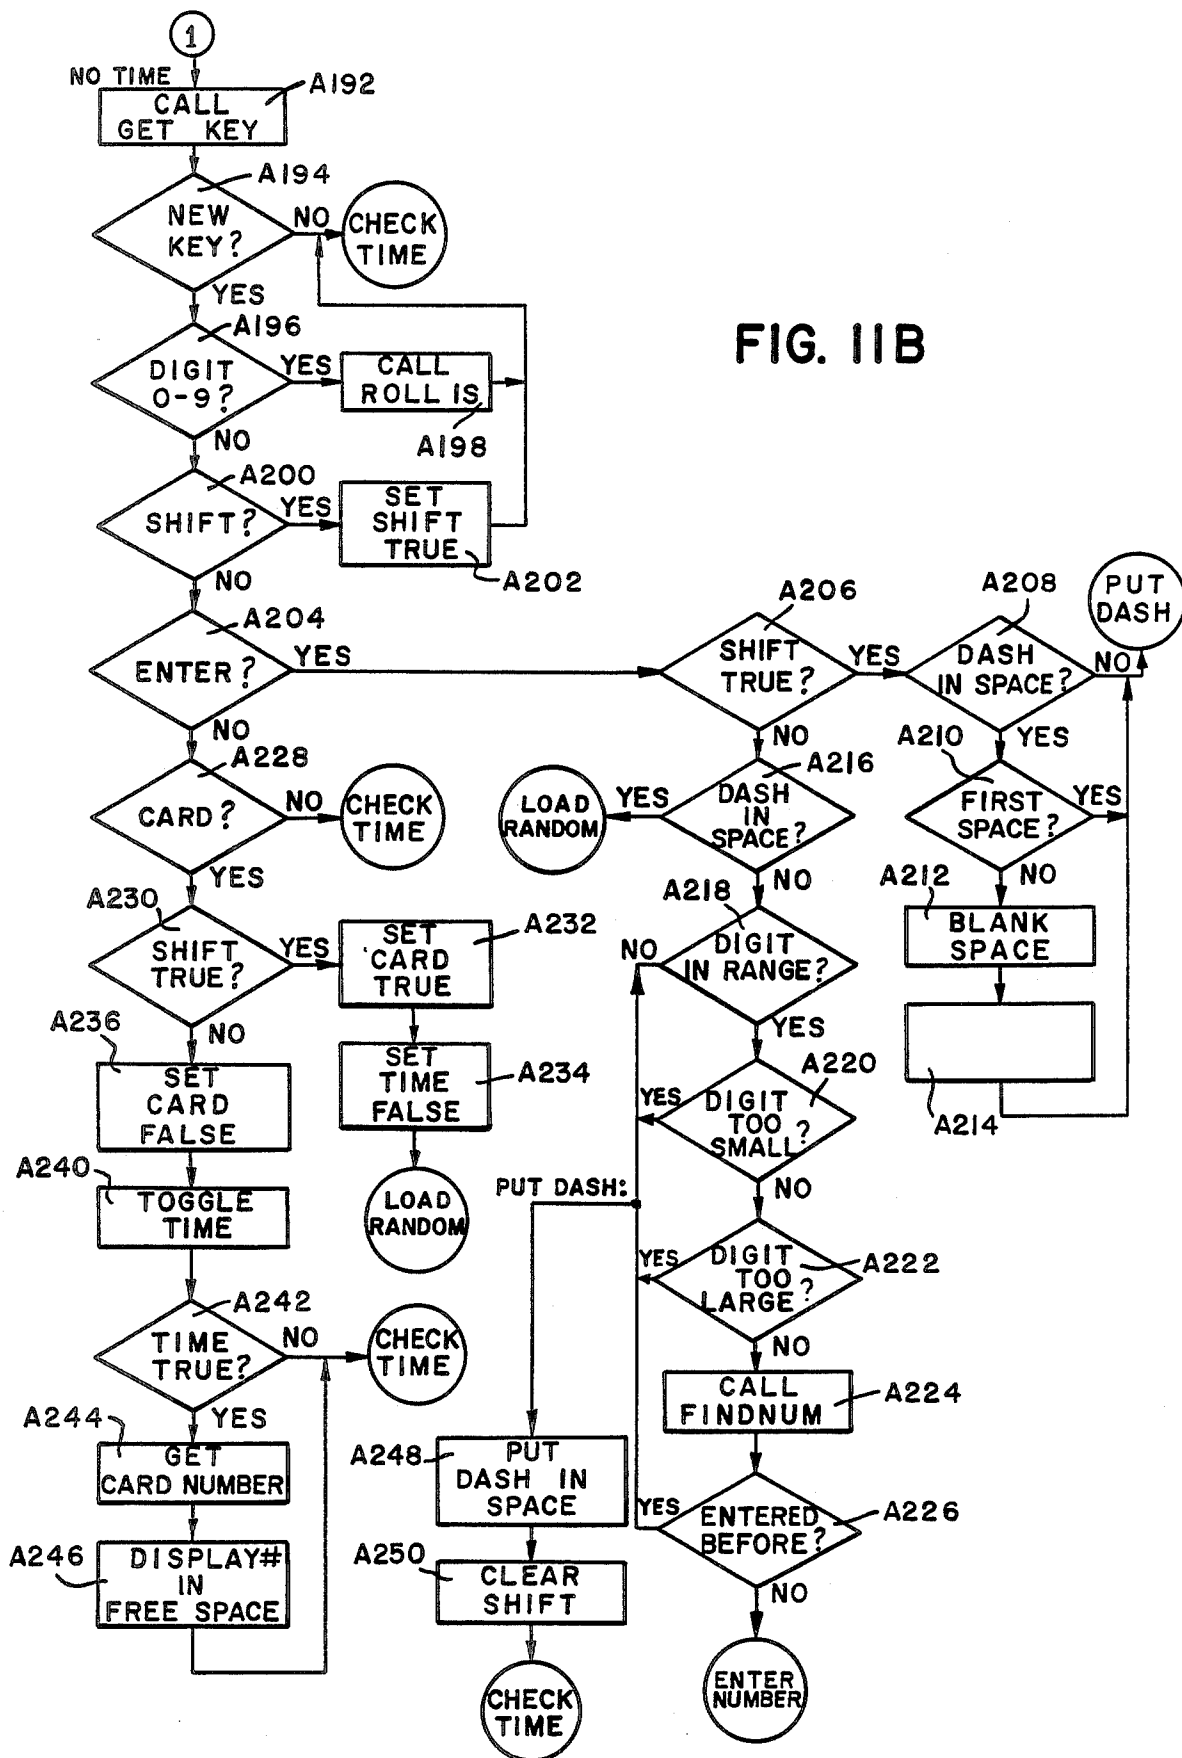 1
NO TIME
A192
CALL
GET KEY
A194
NEW
KEY?
NO
CHECK
TIME
YES
A196
FIG. 11B
DIGIT
0-9?
YES
CALL
ROLL IS
A198
NO
A200
SHIFT?
YES
SET
SHIFT
TRUE
A202
NO
A204
ENTER?
YES
A206
SHIFT
TRUE?
YES
A208
DASH
IN SPACE?
NO
PUT
DASH
NO
A228
CARD?
NO
CHECK
TIME
YES
NO
A216
DASH
IN
SPACE?
YES
LOAD
RANDOM
YES
A210
FIRST
SPACE?
YES
NO
A212
BLANK
SPACE
A214
A230
SHIFT
TRUE?
YES
SET
CARD
TRUE
A232
SET
TIME
FALSE
A234
LOAD
RANDOM
NO
A218
DIGIT
IN RANGE?
NO
YES
A220
DIGIT
TOO
SMALL?
YES
NO
PUT DASH:
DIGIT
TOO
LARGE?
A222
YES
NO
CALL
FINDNUM
A224
ENTERED
BEFORE?
A226
YES
NO
ENTER
NUMBER
NO
A236
SET
CARD
FALSE
A240
TOGGLE
TIME
A242
TIME
TRUE?
NO
CHECK
TIME
YES
A244
GET
CARD NUMBER
A246
DISPLAY#
IN
FREE SPACE
A248
PUT
DASH IN
SPACE
A250
CLEAR
SHIFT
CHECK
TIME